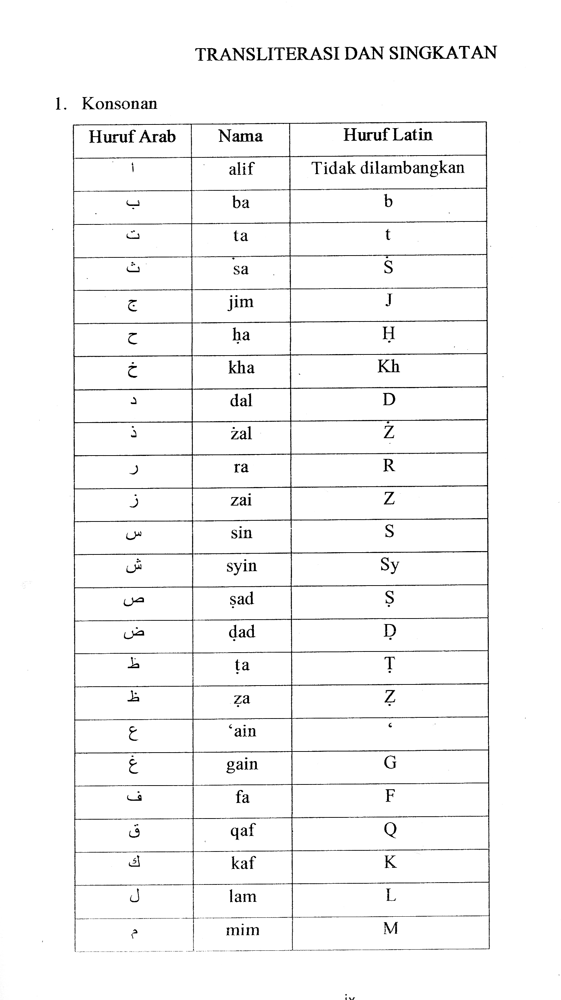 TRANSLITERASI DAN SINGKATAN
1. Konsonan
Huruf Arab Nama Huruf Latin
ا alif Tidak dilambangkan
ب ba b
ت ta t
ث ṡa Ṡ
ج jim J
ح ḥa Ḥ
خ kha Kh
د dal D
ذ żal Ż
ر ra R
ز zai Z
س sin S
ش syin Sy
ص ṣad Ṣ
ض ḍad Ḍ
ظ ṭa Ṭ
ظ ẓa Ẓ
ع ‘ain ‘
غ gain G
ف fa F
ق qaf Q
ك kaf K
ل lam L
م mim M
ix